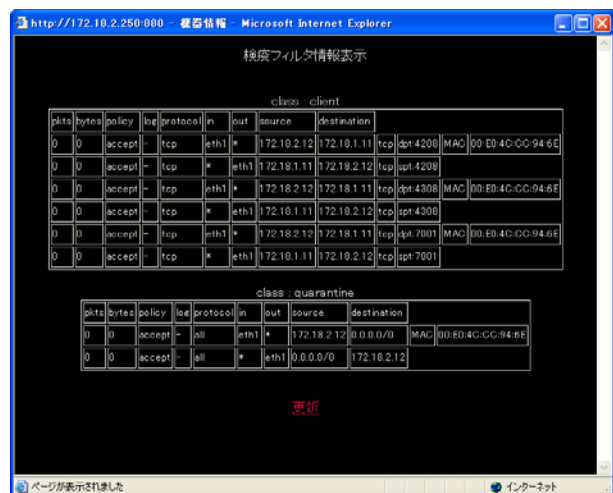 http://172.18.2.250:880 - 機器情報 - Microsoft Internet Explorer
検疫フィルタ情報表示
class : client
pkts bytes policy log protocol in out source destination
0 0 accept - tcp eth1 * 172.18.2.12 172.18.1.11 tcp dpt:4208 MAC 00:E0:4C:CC:94:6E
0 0 accept - tcp * eth1 172.18.1.11 172.18.2.12 tcp spt:4208
0 0 accept - tcp eth1 * 172.18.2.12 172.18.1.11 tcp dpt:4308 MAC 00:E0:4C:CC:94:6E
0 0 accept - tcp * eth1 172.18.1.11 172.18.2.12 tcp spt:4308
0 0 accept - tcp eth1 * 172.18.2.12 172.18.1.11 tcp dpt:7001 MAC 00:E0:4C:CC:94:6E
0 0 accept - tcp * eth1 172.18.1.11 172.18.2.12 tcp spt:7001
class : quarantine
pkts bytes policy log protocol in out source destination
0 0 accept - all eth1 * 172.18.2.12 0.0.0.0/0 MAC 00:E0:4C:CC:94:6E
0 0 accept - all * eth1 0.0.0.0/0 172.18.2.12
更新
ページが表示されました
インターネット